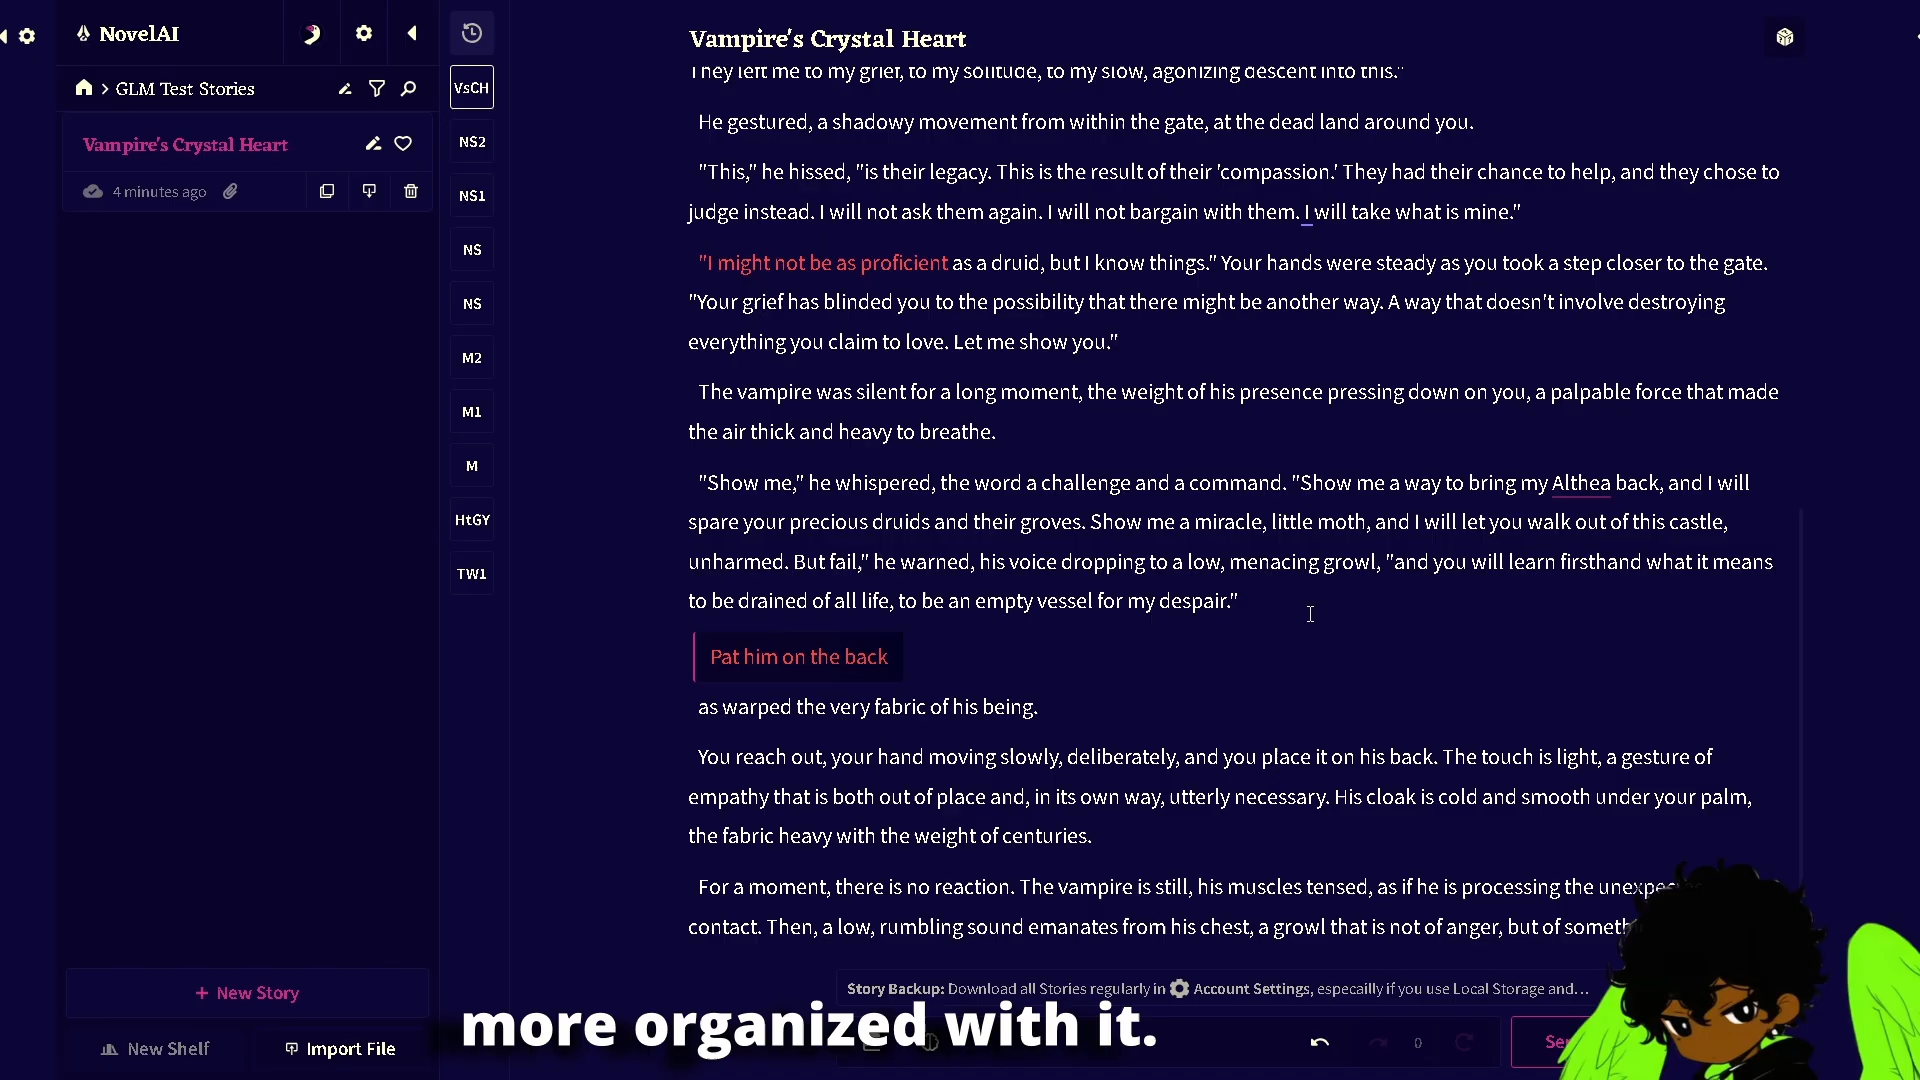 NovelAI
GLM Test Stories
Vampire's Crystal Heart
4 minutes ago
+ New Story
New Shelf
Import File
VsCH
NS2
NS1
NS
NS
M2
M1
M
HtGY
TW1
Vampire's Crystal Heart
They left me to my grief, to my solitude, to my slow, agonizing descent into this."
He gestured, a shadowy movement from within the gate, at the dead land around you.
"This," he hissed, "is their legacy. This is the result of their 'compassion.' They had their chance to help, and they chose to
judge instead. I will not ask them again. I will not bargain with them. I will take what is mine."
"I might not be as proficient as a druid, but I know things." Your hands were steady as you took a step closer to the gate.
"Your grief has blinded you to the possibility that there might be another way. A way that doesn't involve destroying
everything you claim to love. Let me show you."
The vampire was silent for a long moment, the weight of his presence pressing down on you, a palpable force that made
the air thick and heavy to breathe.
"Show me," he whispered, the word a challenge and a command. "Show me a way to bring my Althea back, and I will
spare your precious druids and their groves. Show me a miracle, little moth, and I will let you walk out of this castle,
unharmed. But fail," he warned, his voice dropping to a low, menacing growl, "and you will learn firsthand what it means
to be drained of all life, to be an empty vessel for my despair."
Pat him on the back
as warped the very fabric of his being.
You reach out, your hand moving slowly, deliberately, and you place it on his back. The touch is light, a gesture of
empathy that is both out of place and, in its own way, utterly necessary. His cloak is cold and smooth under your palm,
the fabric heavy with the weight of centuries.
For a moment, there is no reaction. The vampire is still, his muscles tensed, as if he is processing the
contact. Then, a low, rumbling sound emanates from his chest, a growl that is not of anger, but of
Story Backup: Download all Stories regularly in Account Settings, especailly if you use Local Storage and...
more organized with it.
0